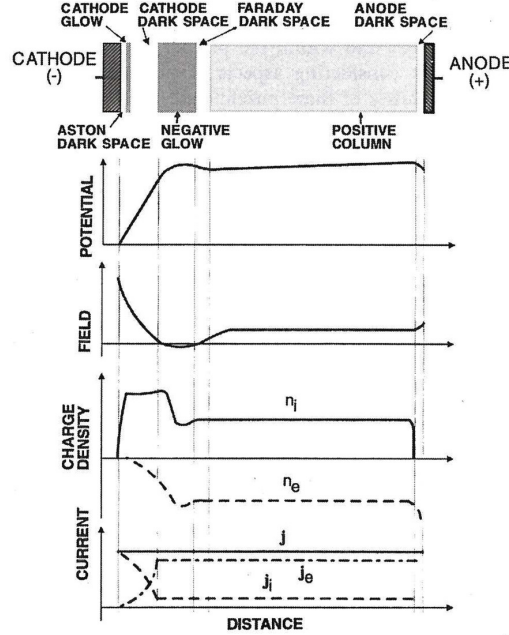 CATHODE
GLOW
CATHODE
DARK SPACE
FARADAY
DARK SPACE
ANODE
DARK SPACE
CATHODE
(-)
ANODE
(+)
ASTON
DARK SPACE
NEGATIVE
GLOW
POSITIVE
COLUMN
POTENTIAL
FIELD
CHARGE
DENSITY
nᵢ
nₑ
CURRENT
j
jₑ
jᵢ
DISTANCE